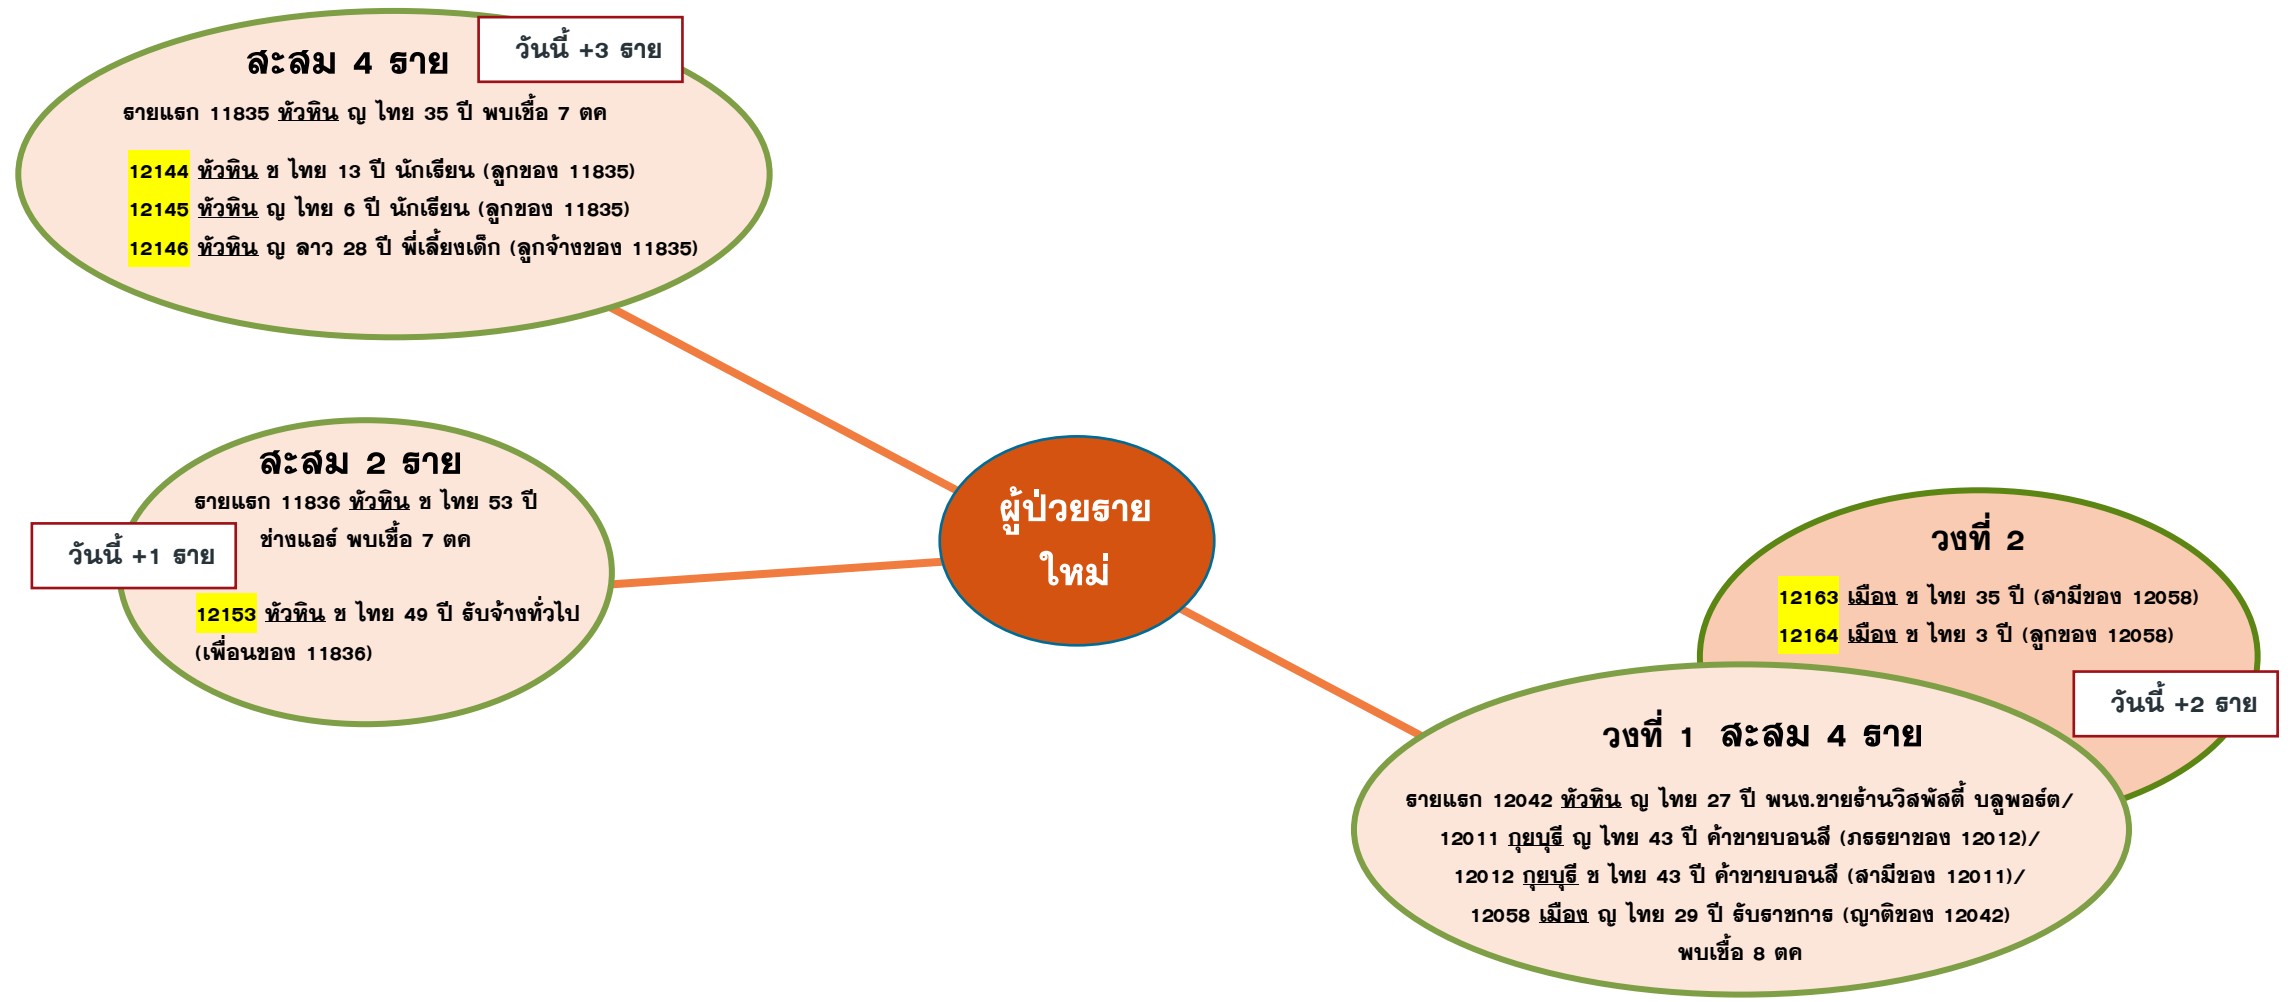 สะสม 4 ราย
วันนี้ +3 ราย
รายแรก 11835 หัวหิน ญ ไทย 35 ปี พบเชื้อ 7 ตค
12144 หัวหิน ช ไทย 13 ปี นักเรียน (ลูกของ 11835)
12145 หัวหิน ญ ไทย 6 ปี นักเรียน (ลูกของ 11835)
12146 หัวหิน ญ ลาว 28 ปี พี่เลี้ยงเด็ก (ลูกจ้างของ 11835)
สะสม 2 ราย
รายแรก 11836 หัวหิน ช ไทย 53 ปี
ช่างแอร์ พบเชื้อ 7 ตค
วันนี้ +1 ราย
12153 หัวหิน ช ไทย 49 ปี รับจ้างทั่วไป
(เพื่อนของ 11836)
ผู้ป่วยราย
ใหม่
วงที่ 2
12163 เมือง ช ไทย 35 ปี (สามีของ 12058)
12164 เมือง ช ไทย 3 ปี (ลูกของ 12058)
วันนี้ +2 ราย
วงที่ 1 สะสม 4 ราย
รายแรก 12042 หัวหิน ญ ไทย 27 ปี พนง.ขายร้านวิสพัสตี้ บลูพอร์ต/
12011 กุยบุรี ญ ไทย 43 ปี ค้าขายบอนสี (ภรรยาของ 12012)/
12012 กุยบุรี ช ไทย 43 ปี ค้าขายบอนสี (สามีของ 12011)/
12058 เมือง ญ ไทย 29 ปี รับราชการ (ญาติของ 12042)
พบเชื้อ 8 ตค